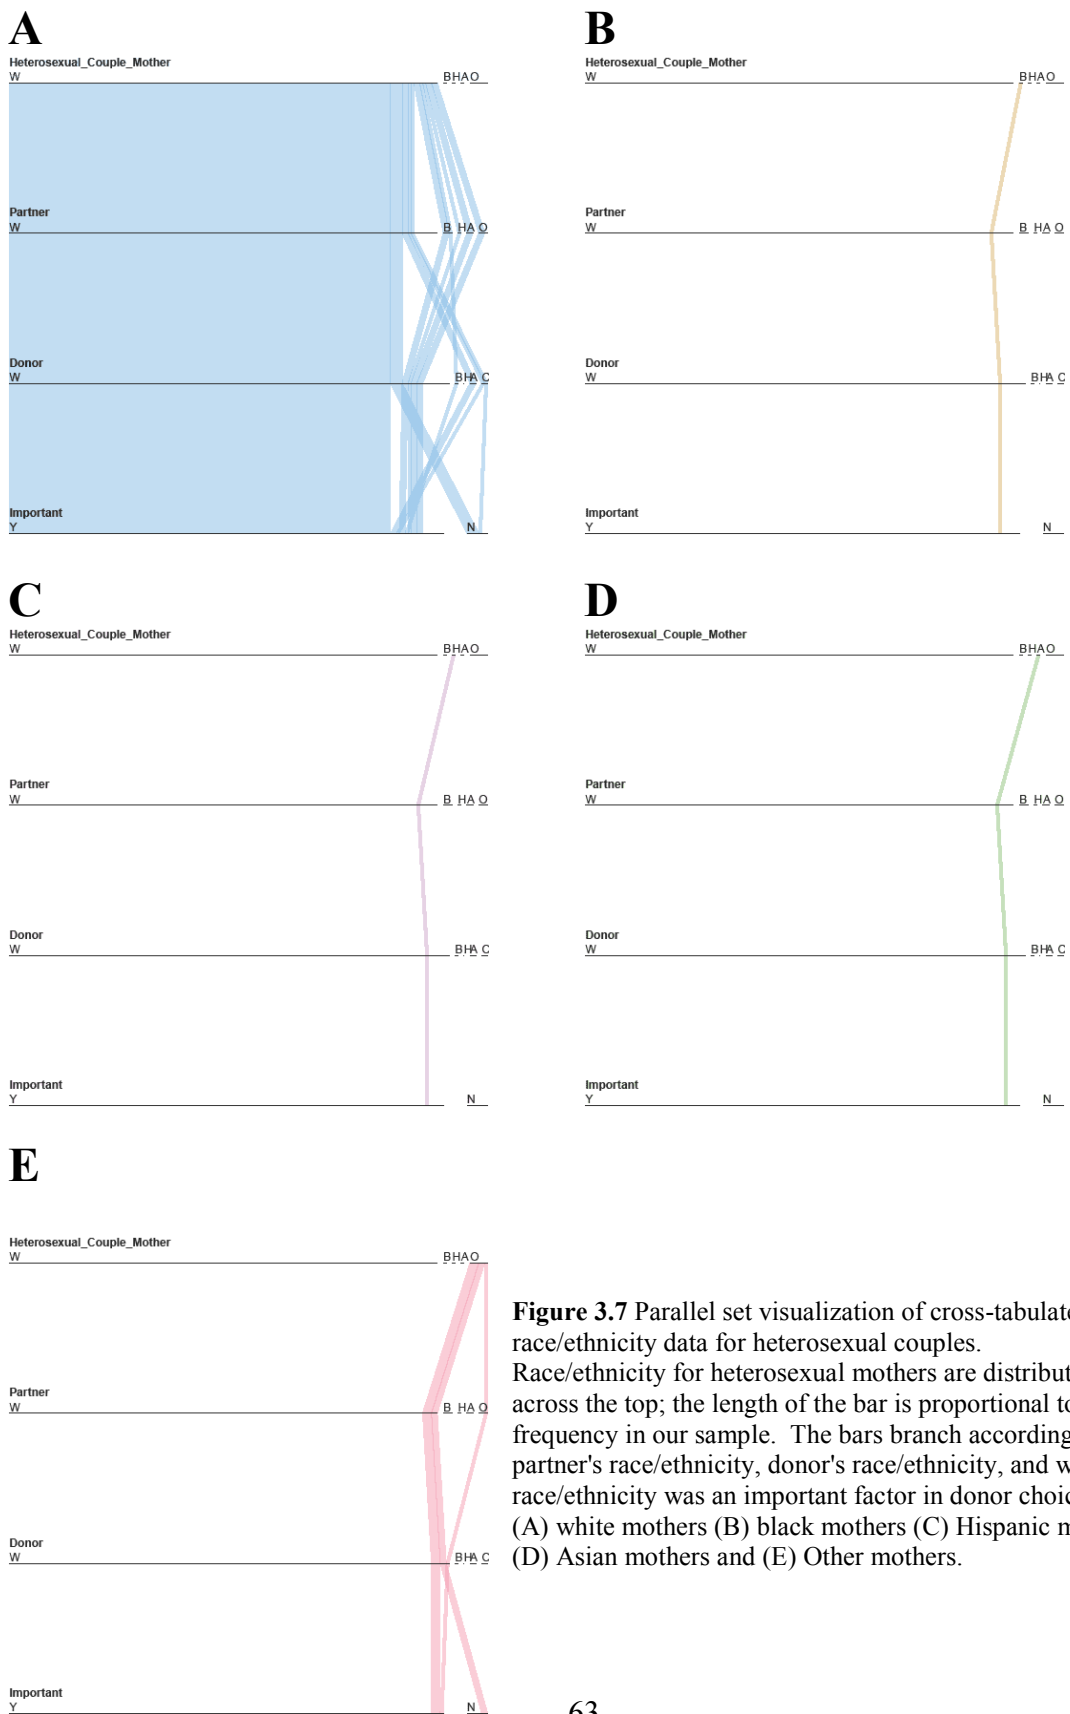 A
Heterosexual_Couple_Mother
W BHAO
Partner
W B HA O
Donor
W BHA
Important
Y N
B
Heterosexual_Couple_Mother
W BHAO
Partner
W B HA O
Donor
W BHA
Important
Y N
C
Heterosexual_Couple_Mother
W BHAO
Partner
W B HA O
Donor
W BHA
Important
Y N
D
Heterosexual_Couple_Mother
W BHAO
Partner
W B HA O
Donor
W BHA
Important
Y N
E
Heterosexual_Couple_Mother
W BHAO
Partner
W B HA O
Donor
W BHA
Important
Y N
Figure 3.7 Parallel set visualization of cross-tabulate
race/ethnicity data for heterosexual couples.
Race/ethnicity for heterosexual mothers are distribut
across the top; the length of the bar is proportional to
frequency in our sample. The bars branch according
partner's race/ethnicity, donor's race/ethnicity, and w
race/ethnicity was an important factor in donor choic
(A) white mothers (B) black mothers (C) Hispanic m
(D) Asian mothers and (E) Other mothers.
63